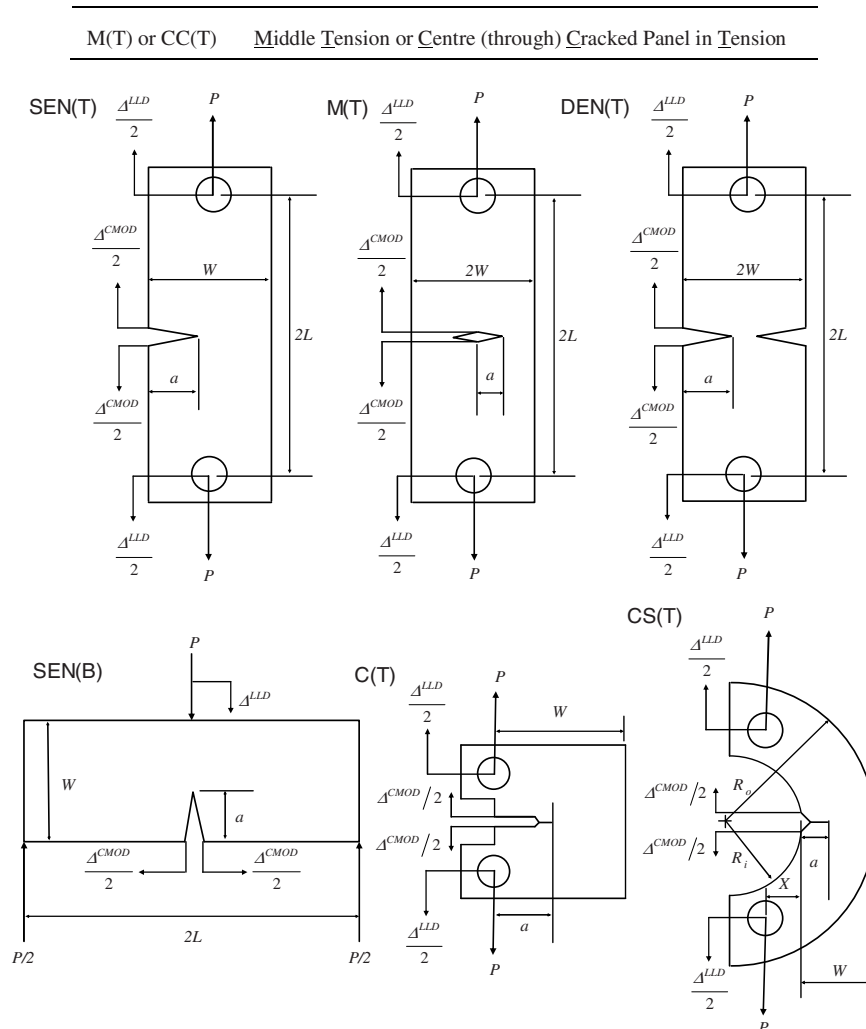 M(T) or CC(T) Middle Tension or Centre (through) Cracked Panel in Tension
SEN(T)
Δ^LLD/2
P
Δ^CMOD/2
W
2L
a
Δ^CMOD/2
Δ^LLD/2
P
M(T)
Δ^LLD/2
P
Δ^CMOD/2
2W
2L
a
Δ^CMOD/2
Δ^LLD/2
P
DEN(T)
Δ^LLD/2
P
Δ^CMOD/2
2W
2L
a
Δ^CMOD/2
Δ^LLD/2
P
SEN(B)
P
Δ^LLD
W
a
Δ^CMOD/2
Δ^CMOD/2
2L
P/2
P/2
C(T)
P
Δ^LLD/2
W
Δ^CMOD/2
Δ^CMOD/2
a
Δ^LLD/2
P
CS(T)
P
Δ^LLD/2
Δ^CMOD/2
R_o
Δ^CMOD/2
R_i
a
X
W
Δ^LLD/2
P